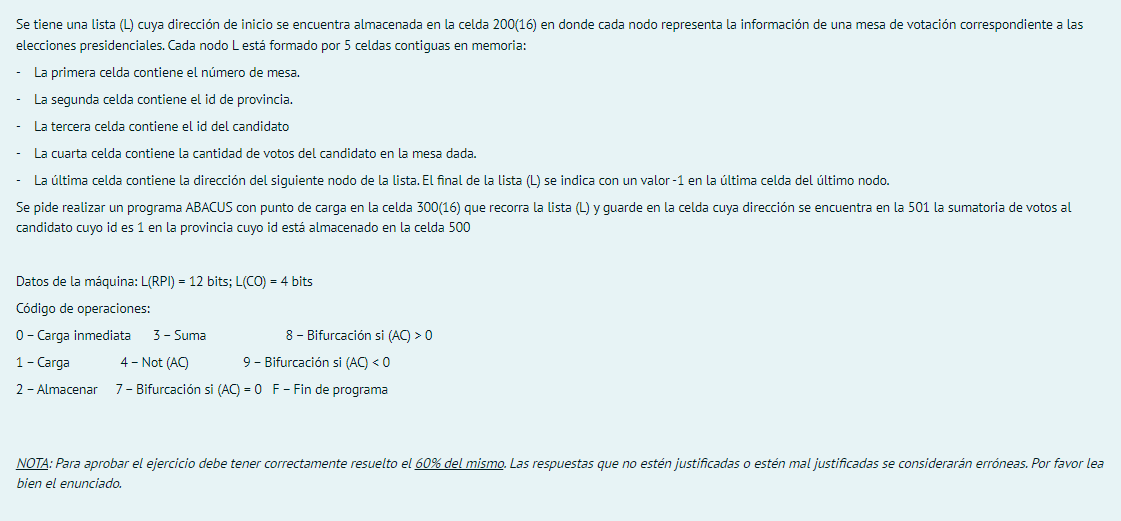 Se tiene una lista (L) cuya dirección de inicio se encuentra almacenada en la celda 200(16) en donde cada nodo representa la información de una mesa de votación correspondiente a las
elecciones presidenciales. Cada nodo L está formado por 5 celdas contiguas en memoria:
- La primera celda contiene el número de mesa.
- La segunda celda contiene el id de provincia.
- La tercera celda contiene el id del candidato
- La cuarta celda contiene la cantidad de votos del candidato en la mesa dada.
- La última celda contiene la dirección del siguiente nodo de la lista. El final de la lista (L) se indica con un valor -1 en la última celda del último nodo.
Se pide realizar un programa ABACUS con punto de carga en la celda 300(16) que recorra la lista (L) y guarde en la celda cuya dirección se encuentra en la 501 la sumatoria de votos al
candidato cuyo id es 1 en la provincia cuyo id está almacenado en la celda 500
Datos de la máquina: L(RPI) = 12 bits; L(CO) = 4 bits
Código de operaciones:
0 – Carga inmediata 3 – Suma 8 – Bifurcación si (AC) > 0
1 – Carga 4 – Not (AC) 9 – Bifurcación si (AC) < 0
2 – Almacenar 7 – Bifurcación si (AC) = 0 F – Fin de programa
NOTA: Para aprobar el ejercicio debe tener correctamente resuelto el 60% del mismo. Las respuestas que no estén justificadas o estén mal justificadas se considerarán erróneas. Por favor lea
bien el enunciado.